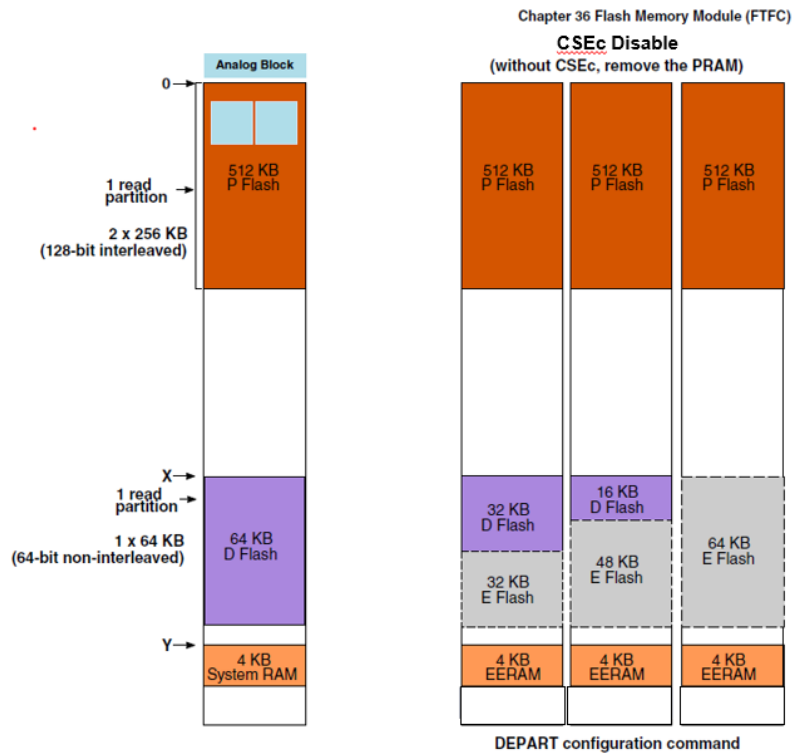 Chapter 36 Flash Memory Module (FTFC)
CSEc Disable
(without CSEc, remove the PRAM)
Analog Block
0
512 KB
P Flash
1 read
partition
2 x 256 KB
(128-bit interleaved)
512 KB
P Flash
512 KB
P Flash
512 KB
P Flash
X
1 read
partition
1 x 64 KB
(64-bit non-interleaved)
64 KB
D Flash
32 KB
D Flash
32 KB
E Flash
16 KB
D Flash
48 KB
E Flash
64 KB
E Flash
Y
4 KB
System RAM
4 KB
EERAM
4 KB
EERAM
4 KB
EERAM
DEPART configuration command